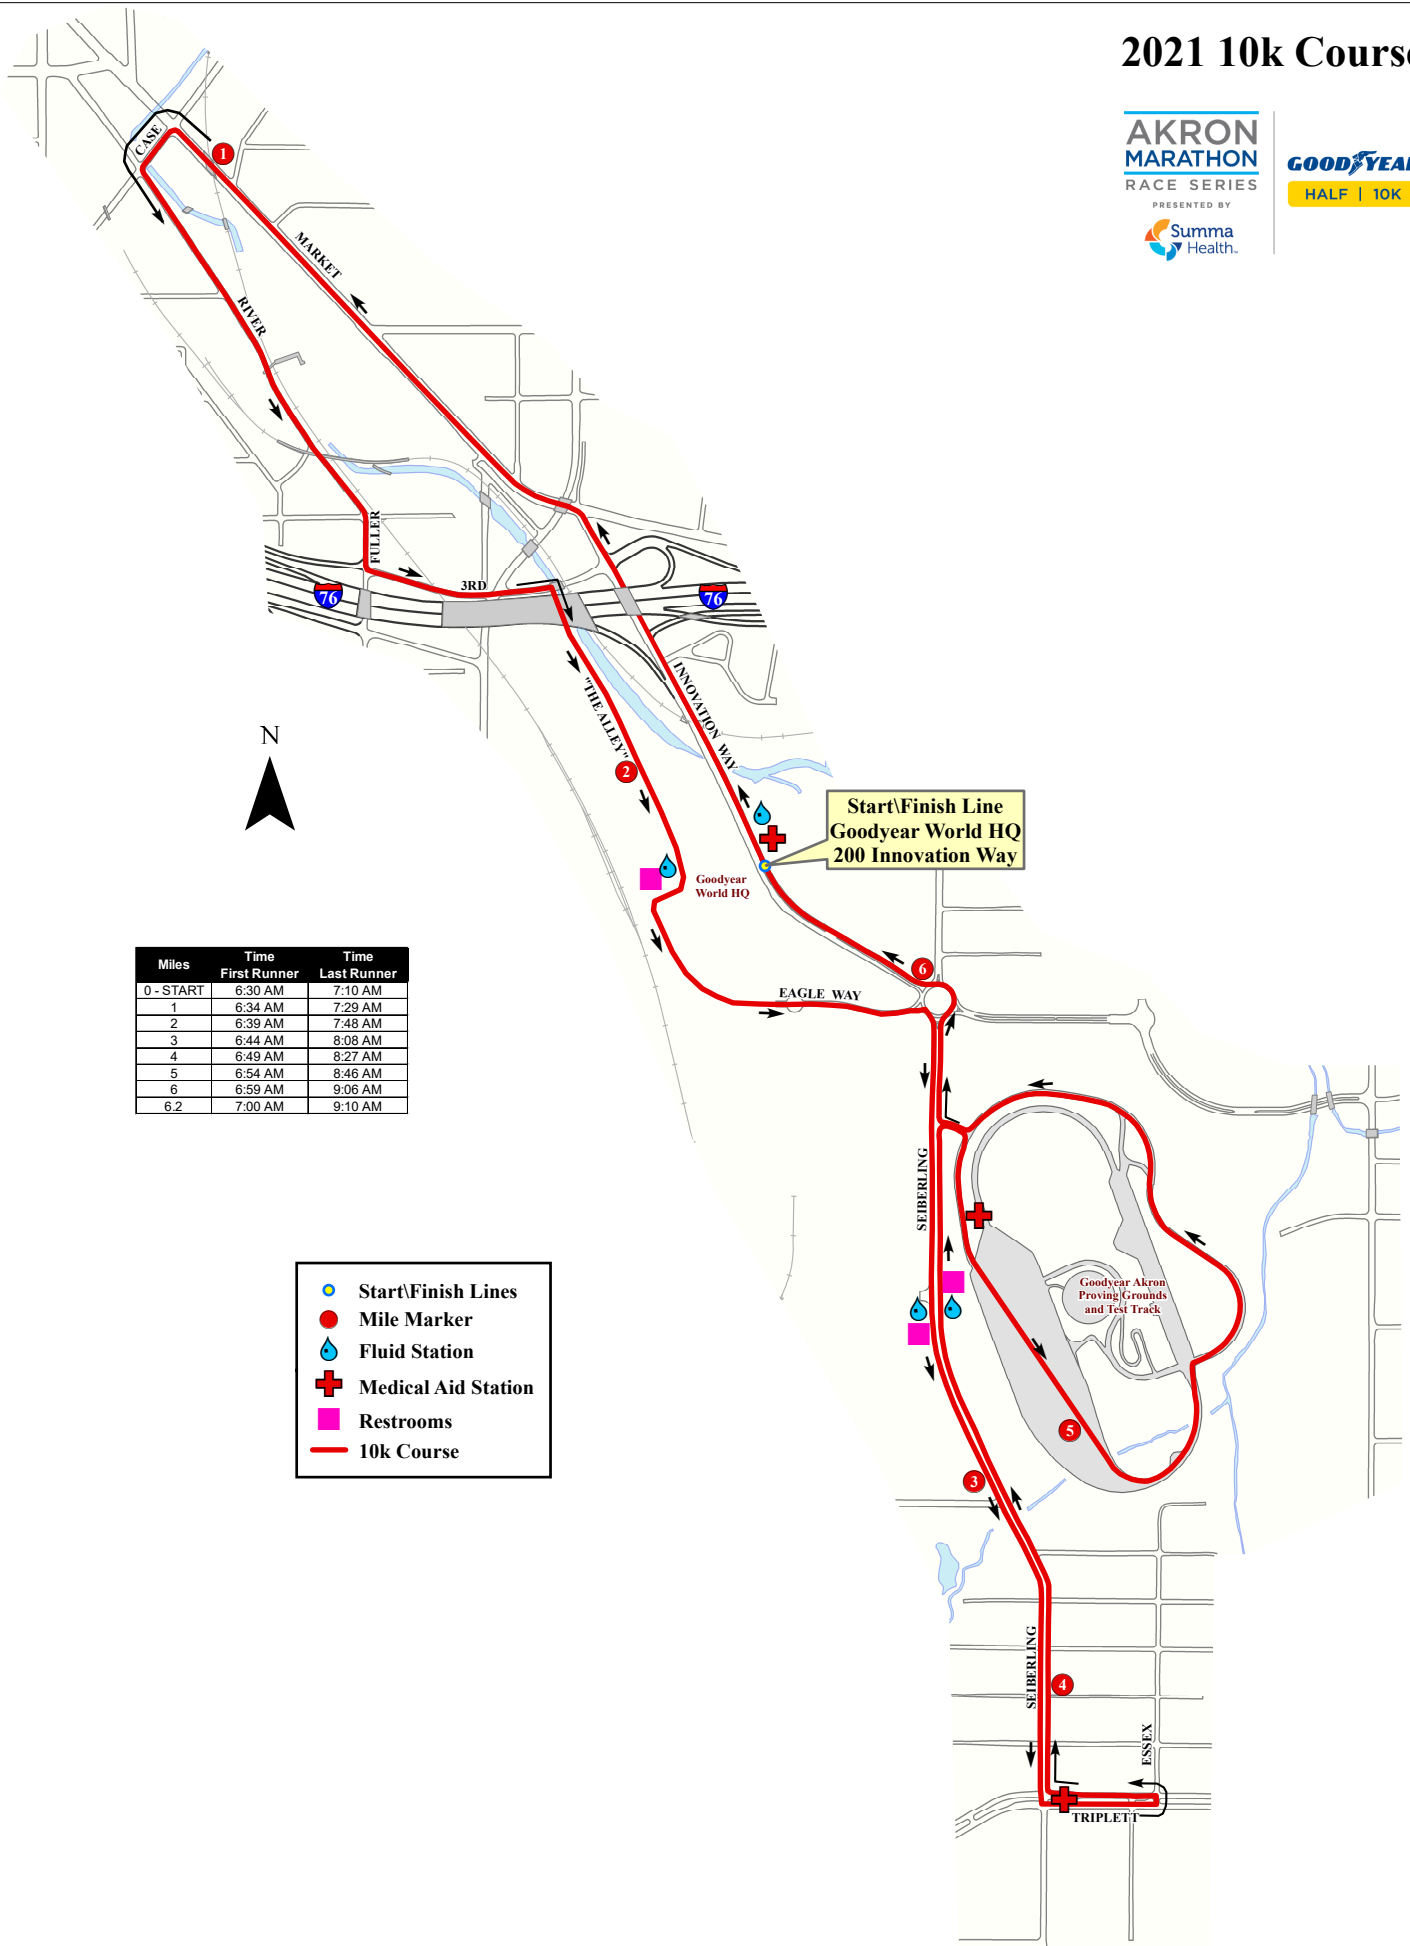 2021 10k Course
AKRON
MARATHON
RACE SERIES
PRESENTED BY
Summa
Health
GOODYEAR
HALF | 10K
CASE
1
MARKET
RIVER
FULLER
3RD
76
76
INNOVATION WAY
"THE ALLEY"
2
N
Start\Finish Line
Goodyear World HQ
200 Innovation Way
Goodyear
World HQ
6
EAGLE WAY
Miles Time First Runner Time Last Runner
0 - START 6:30 AM 7:10 AM
1 6:34 AM 7:29 AM
2 6:39 AM 7:48 AM
3 6:44 AM 8:08 AM
4 6:49 AM 8:27 AM
5 6:54 AM 8:46 AM
6 6:59 AM 9:06 AM
6.2 7:00 AM 9:10 AM
SEIBERLING
Goodyear Akron
Proving Grounds
and Test Track
Start\Finish Lines
Mile Marker
Fluid Station
Medical Aid Station
Restrooms
10k Course
5
3
SEIBERLING
4
ESSEX
TRIPLETT